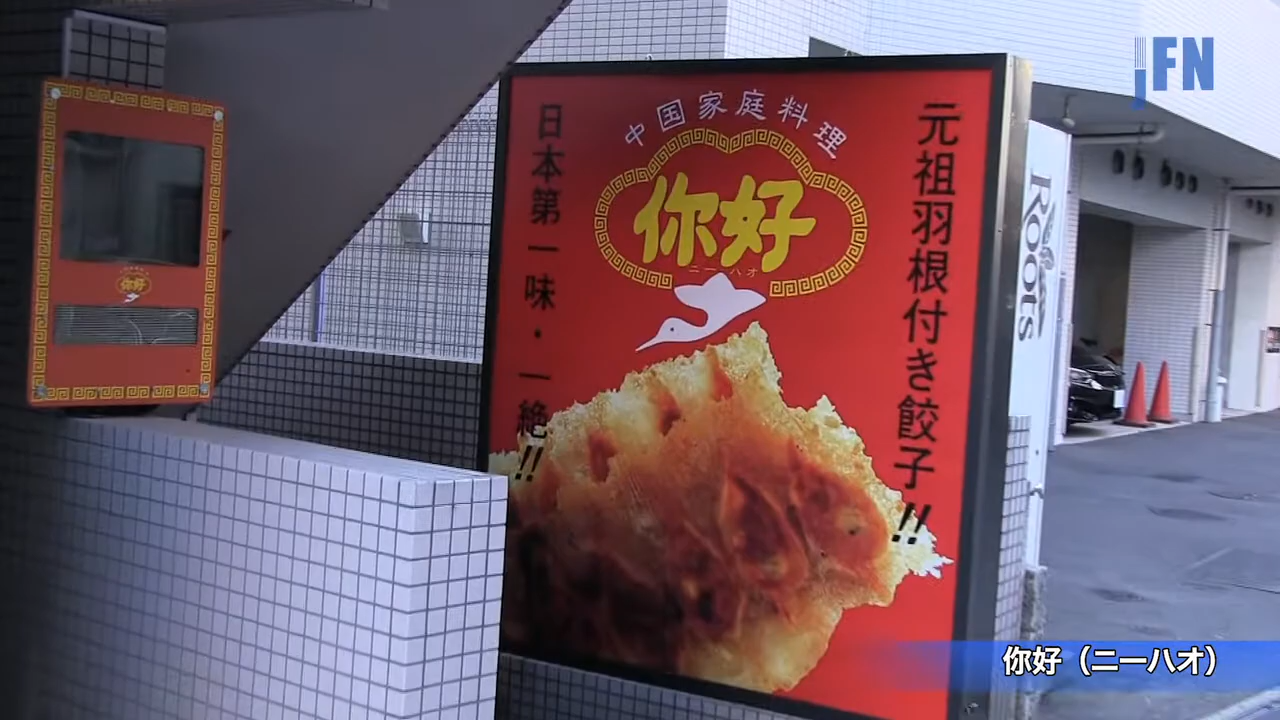 jFN
中国家庭料理
你好
ニーハオ
元祖羽根付き餃子!!
日本第一味・一絶!!
你好
Roots
你好（ニーハオ）